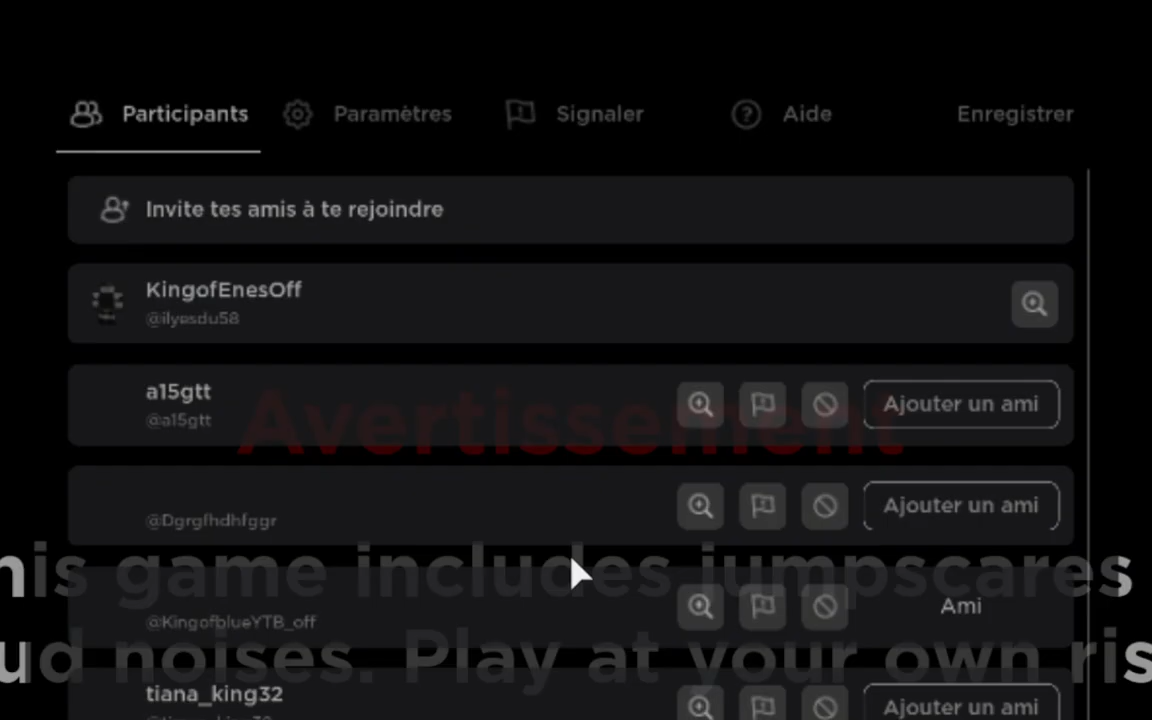 Participants Paramètres Signaler Aide Enregistrer
Invite tes amis à te rejoindre
KingofEnesOff
@ilyesdu58
a15gtt
@a15gtt
Ajouter un ami
Avertissement
@Dgrgfhdhfggr
Ajouter un ami
his game includes jumpscares
@KingofblueYTB_off
Ami
ud noises. Play at your own ris
tiana_king32
Ajouter un ami